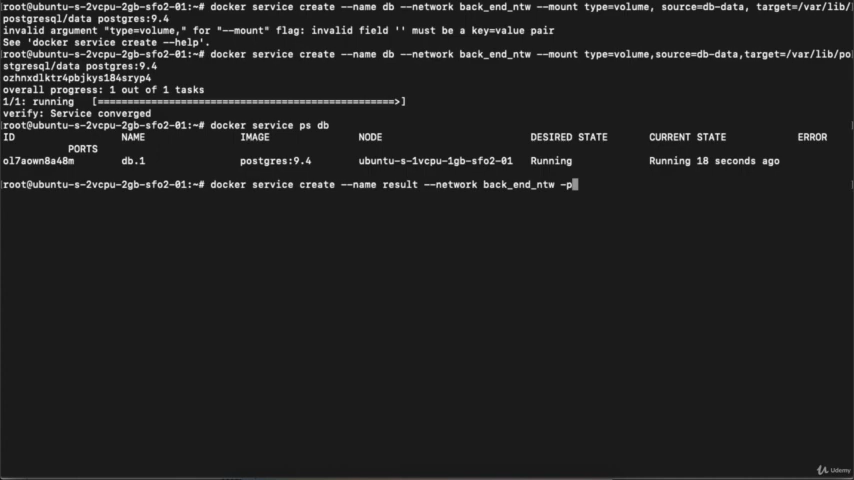 [root@ubuntu-s-2vcpu-2gb-sfo2-01:~# docker service create --name db --network back_end_ntw --mount type=volume, source=db-data, target=/var/lib/]
postgresql/data postgres:9.4
invalid argument "type=volume," for "--mount" flag: invalid field '' must be a key=value pair
See 'docker service create --help'.
[root@ubuntu-s-2vcpu-2gb-sfo2-01:~# docker service create --name db --network back_end_ntw --mount type=volume,source=db-data,target=/var/lib/po]
stgresql/data postgres:9.4
ozhnxdlktr4pbjkys184sryp4
overall progress: 1 out of 1 tasks
1/1: running   [==================================================>]
verify: Service converged
[root@ubuntu-s-2vcpu-2gb-sfo2-01:~# docker service ps db ]
ID NAME IMAGE NODE DESIRED STATE CURRENT STATE ERROR
PORTS
ol7aown8a48m db.1 postgres:9.4 ubuntu-s-1vcpu-1gb-sfo2-01 Running Running 18 seconds ago
[root@ubuntu-s-2vcpu-2gb-sfo2-01:~# docker service create --name result --network back_end_ntw -p ]
Udemy